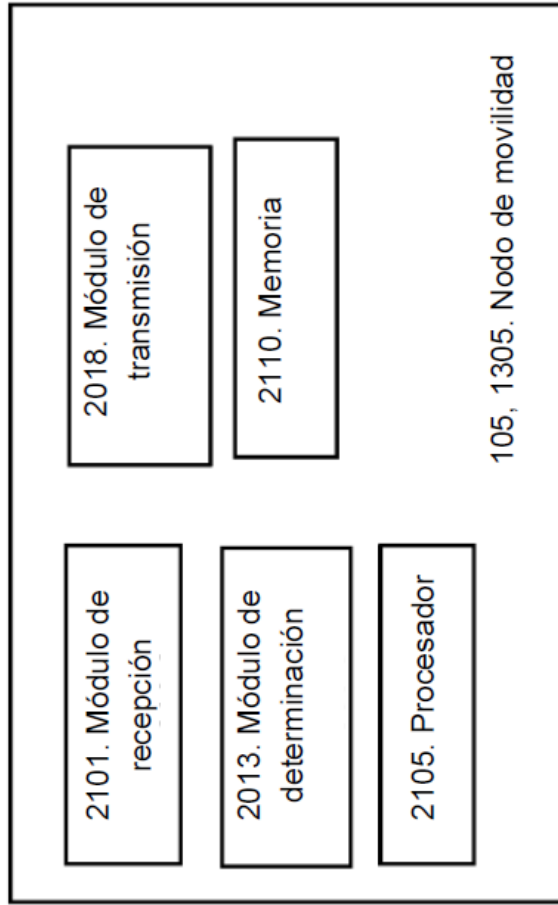 2101. Módulo de
recepción
2018. Módulo de
transmisión
2013. Módulo de
determinación
2110. Memoria
2105. Procesador
105, 1305. Nodo de movilidad